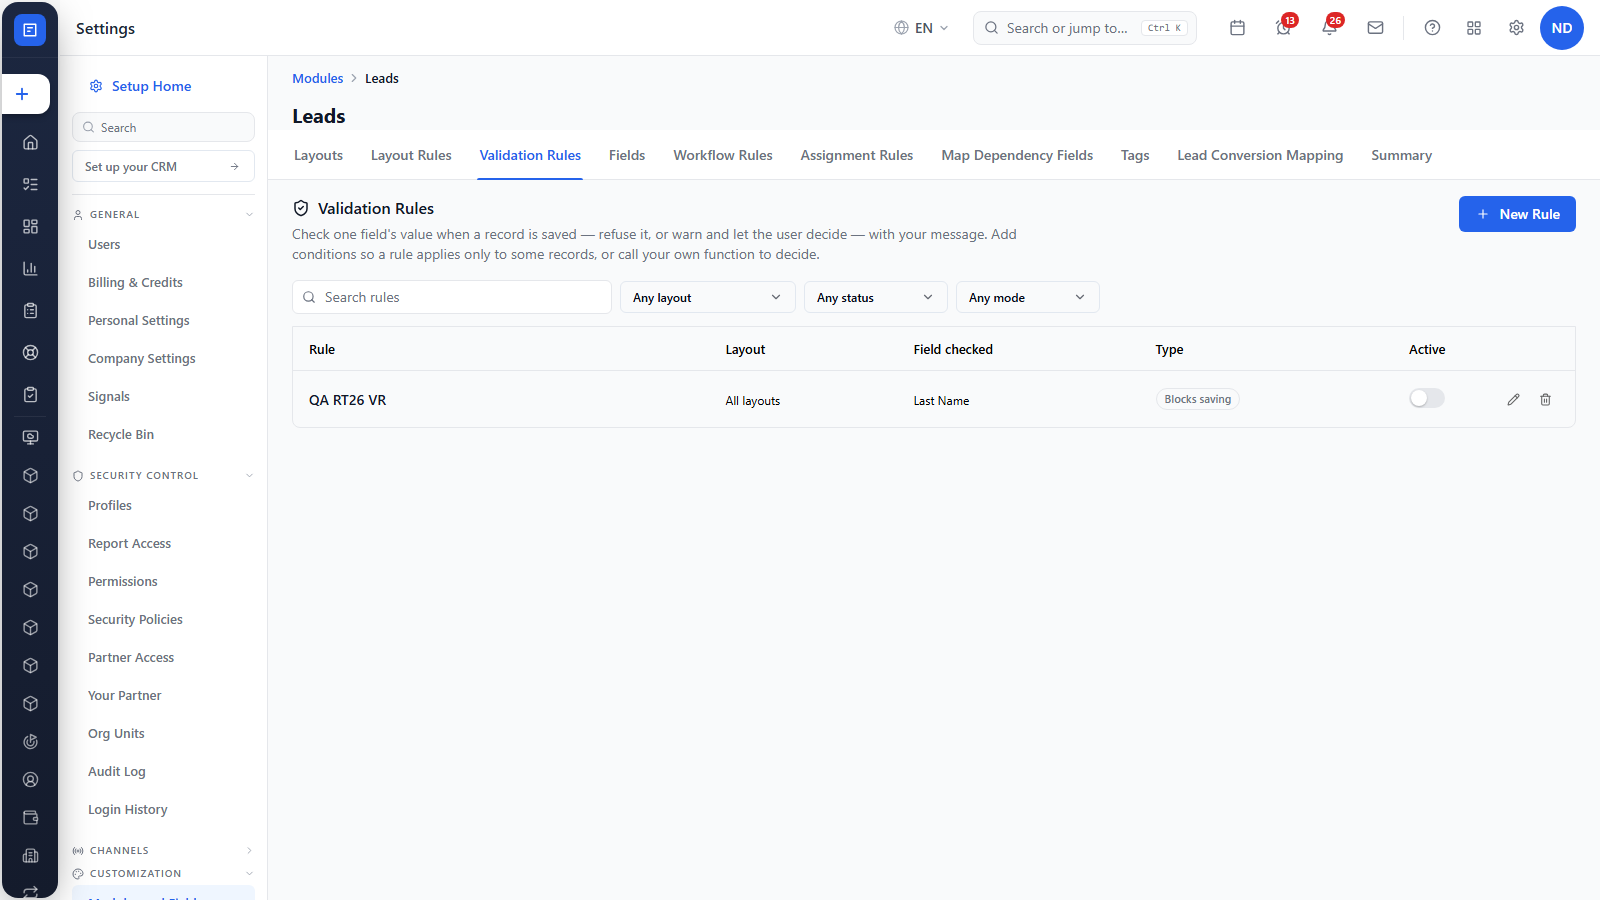 Settings
EN
Search or jump to...
Ctrl K
13
26
ND
Setup Home
Search
Set up your CRM
GENERAL
Users
Billing & Credits
Personal Settings
Company Settings
Signals
Recycle Bin
SECURITY CONTROL
Profiles
Report Access
Permissions
Security Policies
Partner Access
Your Partner
Org Units
Audit Log
Login History
CHANNELS
CUSTOMIZATION
Modules > Leads
Leads
Layouts
Layout Rules
Validation Rules
Fields
Workflow Rules
Assignment Rules
Map Dependency Fields
Tags
Lead Conversion Mapping
Summary
Validation Rules
Check one field's value when a record is saved — refuse it, or warn and let the user decide — with your message. Add
conditions so a rule applies only to some records, or call your own function to decide.
New Rule
Search rules
Any layout
Any status
Any mode
Rule
Layout
Field checked
Type
Active
QA RT26 VR
All layouts
Last Name
Blocks saving